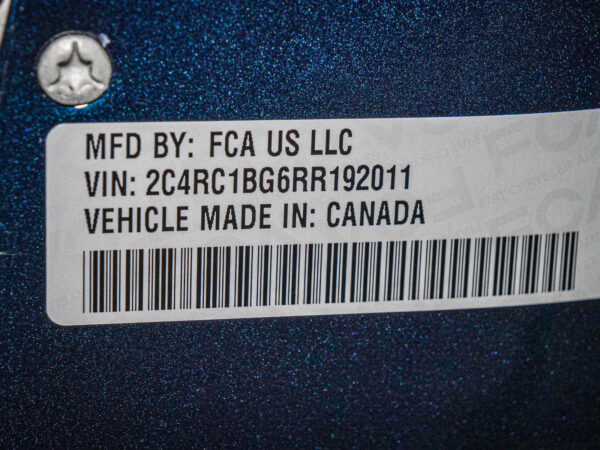 MFD BY: FCA US LLC
VIN: 2C4RC1BG6RR192011
VEHICLE MADE IN: CANADA